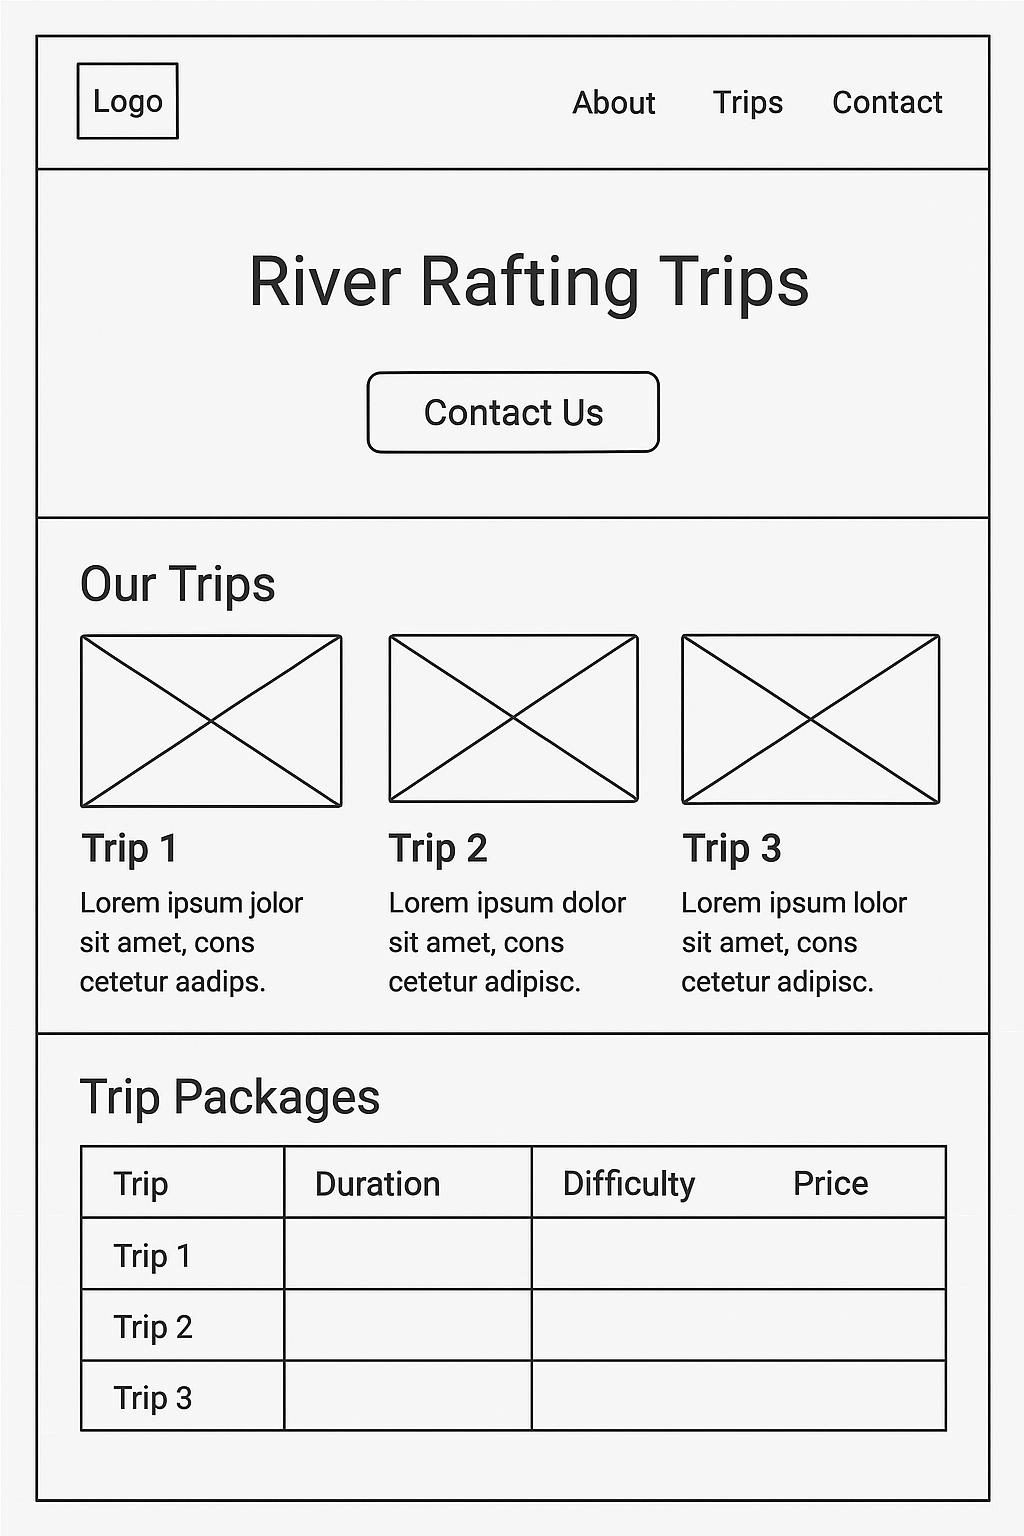 Logo
About Trips Contact
River Rafting Trips
Contact Us
Our Trips
Trip 1
Lorem ipsum jolor
sit amet, cons
cetetur aadips.
Trip 2
Lorem ipsum dolor
sit amet, cons
cetetur adipisc.
Trip 3
Lorem ipsum lolor
sit amet, cons
cetetur adipisc.
Trip Packages
Trip Duration Difficulty Price
Trip 1
Trip 2
Trip 3